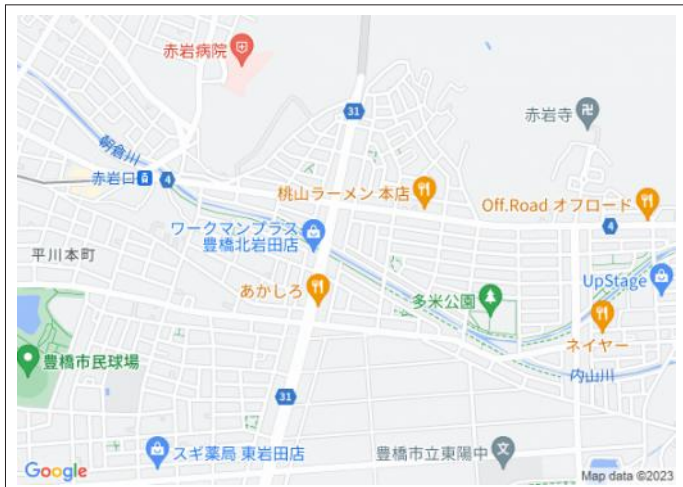 赤岩病院
31
赤岩寺
朝倉川
赤岩口
4
桃山ラーメン 本店
Off.Road オフロード
4
ワークマンプラス
豊橋北岩田店
平川本町
UpStage
あかしろ
多米公園
ネイヤー
豊橋市民球場
内山川
31
スギ薬局 東岩田店
豊橋市立東陽中
文
Google
Map data ©2023